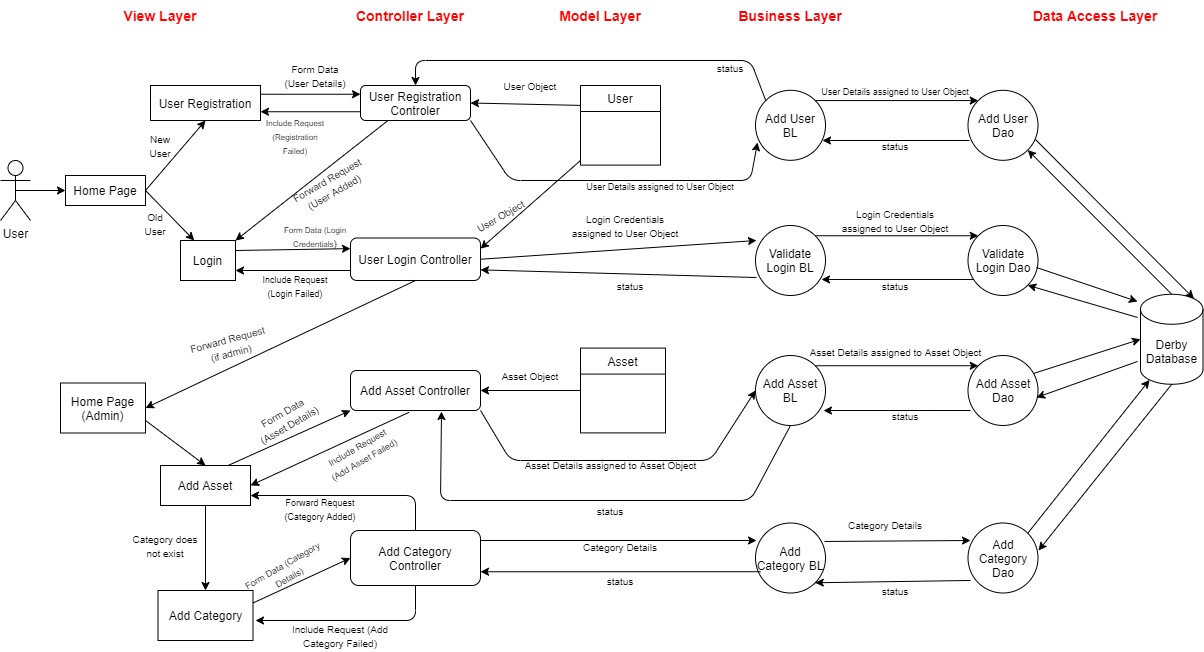 View Layer
Controller Layer
Model Layer
Business Layer
Data Access Layer
User
Home Page
New
User
Old
User
User Registration
Form Data
(User Details)
Include Request
(Registration
Failed)
User Registration
Controler
User Object
User
status
User Details assigned to User Object
Add User
BL
User Details assigned to User Object
status
Add User
Dao
Forward Request
(User Added)
Login
Form Data (Login
Credentials)
Include Request
(Login Failed)
User Login Controller
User Object
Login Credentials
assigned to User Object
status
Validate
Login BL
Login Credentials
assigned to User Object
status
Validate
Login Dao
Derby
Database
Forward Request
(if admin)
Home Page
(Admin)
Form Data
(Asset Details)
Add Asset Controller
Asset Object
Asset
Include Request
(Add Asset Failed)
Asset Details assigned to Asset Object
status
Add Asset
BL
Asset Details assigned to Asset Object
status
Add Asset
Dao
Add Asset
Forward Request
(Category Added)
Category does
not exist
Form Data (Category
Details)
Add Category
Controller
Category Details
status
Add
Category BL
Category Details
status
Add
Category
Dao
Add Category
Include Request (Add
Category Failed)